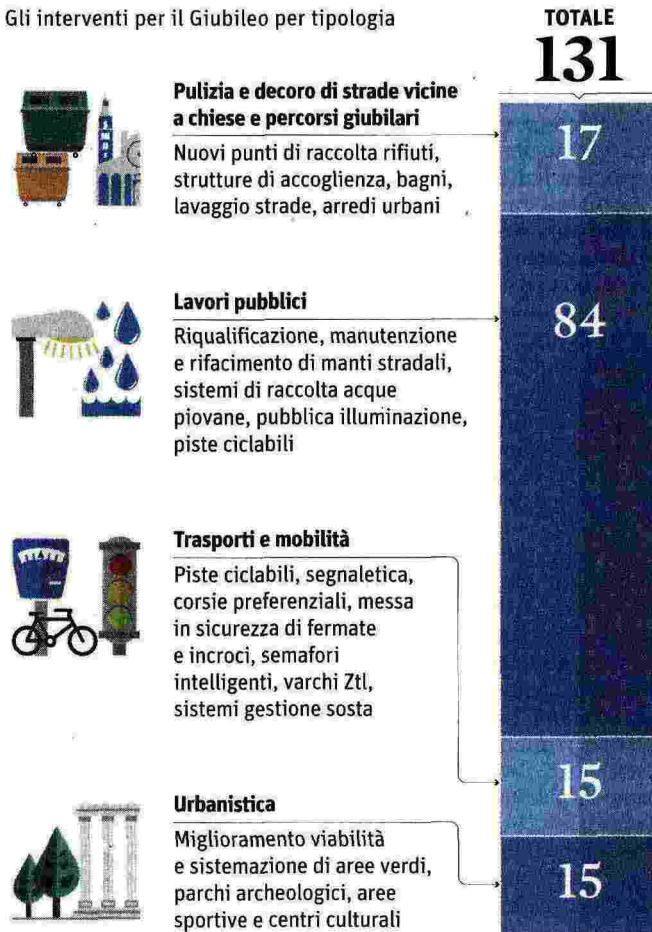 Gli interventi per il Giubileo per tipologia
TOTALE
131
Pulizia e decoro di strade vicine
a chiese e percorsi giubilari
Nuovi punti di raccolta rifiuti,
strutture di accoglienza, bagni,
lavaggio strade, arredi urbani
17
Lavori pubblici
Riqualificazione, manutenzione
e rifacimento di manti stradali,
sistemi di raccolta acque
piovane, pubblica illuminazione,
piste ciclabili
84
Trasporti e mobilità
Piste ciclabili, segnaletica,
corsie preferenziali, messa
in sicurezza di fermate
e incroci, semafori
intelligenti, varchi Ztl,
sistemi gestione sosta
15
Urbanistica
Miglioramento viabilità
e sistemazione di aree verdi,
parchi archeologici, aree
sportive e centri culturali
15